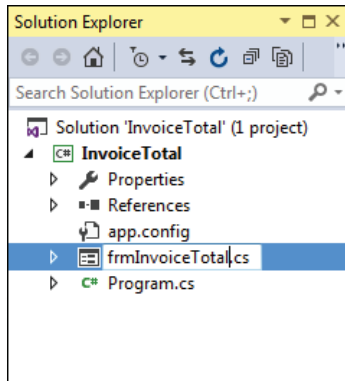 Solution Explorer
Search Solution Explorer (Ctrl+;)
Solution 'InvoiceTotal' (1 project)
C# InvoiceTotal
Properties
References
app.config
frmInvoiceTotal.cs
C# Program.cs